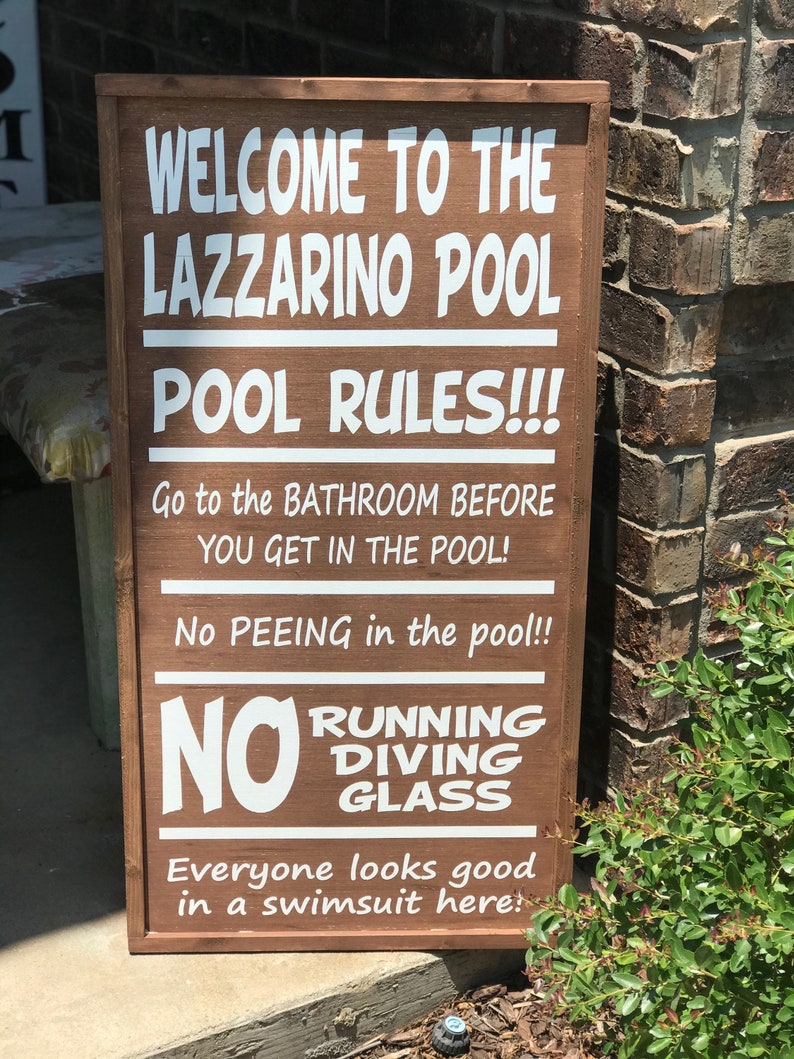 WELCOME TO THE
LAZZARINO POOL
POOL RULES!!!
Go to the BATHROOM BEFORE
YOU GET IN THE POOL!
No PEEING in the pool!!
NO RUNNING
DIVING
GLASS
Everyone looks good
in a swimsuit here!